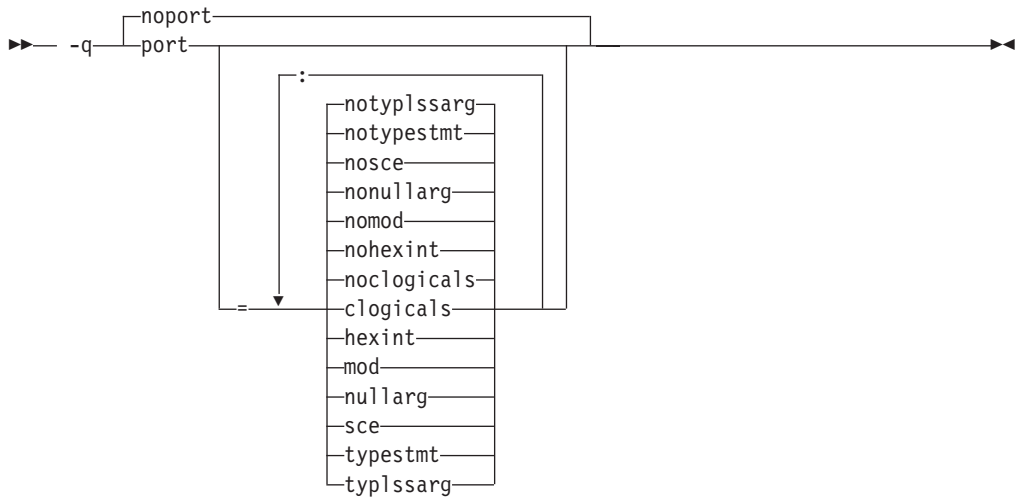 noport
-q port
:
notyplssarg
notypestmt
nosce
nonullarg
nomod
nohexint
noclogicals
= clogicals
hexint
mod
nullarg
sce
typestmt
typlssarg